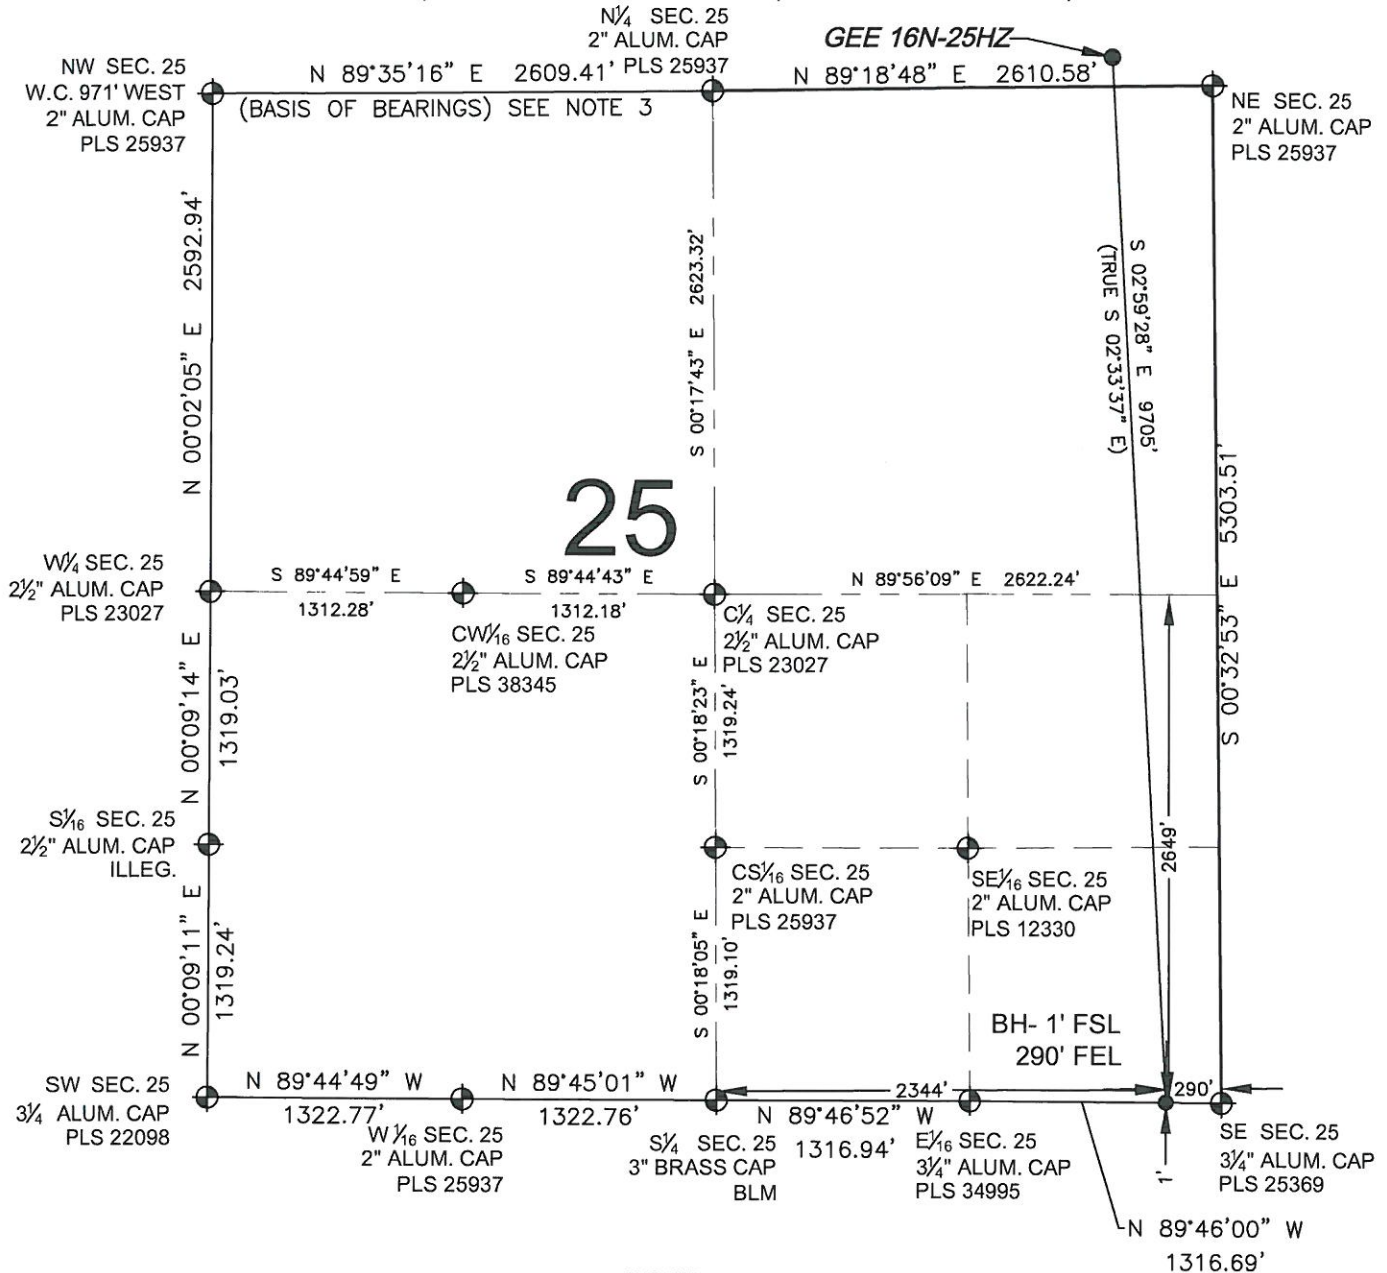 N¼ SEC. 25
2" ALUM. CAP
PLS 25937
GEE 16N-25HZ
NW SEC. 25
W.C. 971' WEST
2" ALUM. CAP
PLS 25937
N 89°35'16" E 2609.41'
(BASIS OF BEARINGS) SEE NOTE 3
N 89°18'48" E 2610.58'
NE SEC. 25
2" ALUM. CAP
PLS 25937
N 00°02'05" E 2592.94'
S 00°17'43" E 2623.32'
S 02°59'28" E 9705'
(TRUE S 02°33'37" E)
S 00°32'53" E 5303.51'
25
W¼ SEC. 25
2½" ALUM. CAP
PLS 23027
S 89°44'59" E
1312.28'
S 89°44'43" E
1312.18'
N 89°56'09" E 2622.24'
CW⅟16 SEC. 25
2½" ALUM. CAP
PLS 38345
C¼ SEC. 25
2½" ALUM. CAP
PLS 23027
N 00°09'14" E
1319.03'
S 00°18'23" E
1319.24'
2649'
S⅟16 SEC. 25
2½" ALUM. CAP
ILLEG.
CS⅟16 SEC. 25
2" ALUM. CAP
PLS 25937
SE⅟16 SEC. 25
2" ALUM. CAP
PLS 12330
N 00°09'11" E
1319.24'
S 00°18'05" E
1319.10'
BH- 1' FSL
290' FEL
SW SEC. 25
3¼ ALUM. CAP
PLS 22098
N 89°44'49" W
1322.77'
N 89°45'01" W
1322.76'
2344'
290'
N 89°46'52" W
1316.94'
W ⅟16 SEC. 25
2" ALUM. CAP
PLS 25937
S¼ SEC. 25
3" BRASS CAP
BLM
E⅟16 SEC. 25
3¼" ALUM. CAP
PLS 34995
1'
SE SEC. 25
3¼" ALUM. CAP
PLS 25369
N 89°46'00" W
1316.69'